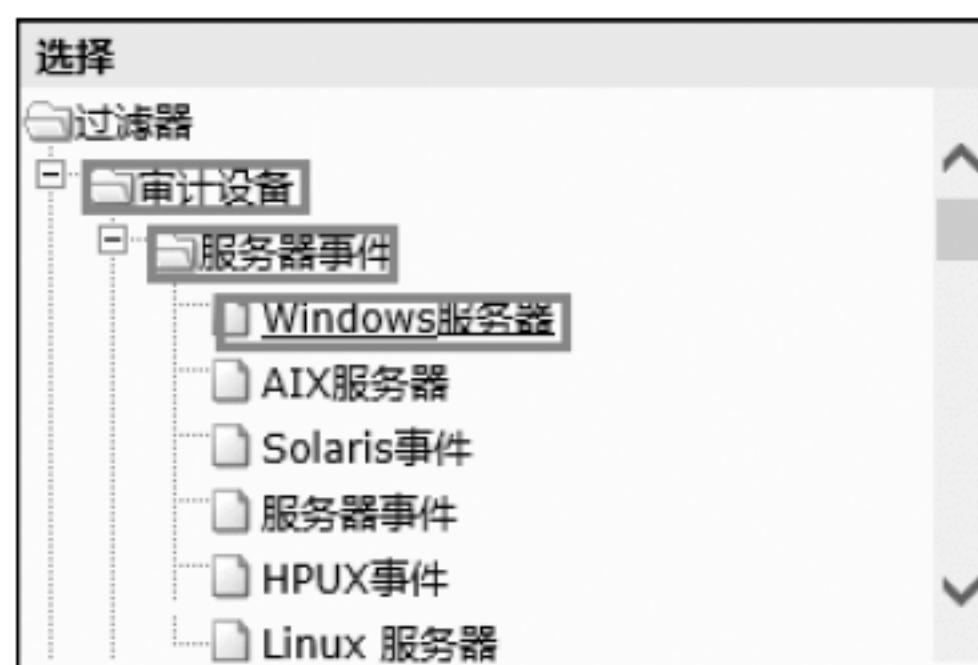 选择
过滤器
审计设备
服务器事件
Windows服务器
AIX服务器
Solaris事件
服务器事件
HPUX事件
Linux 服务器